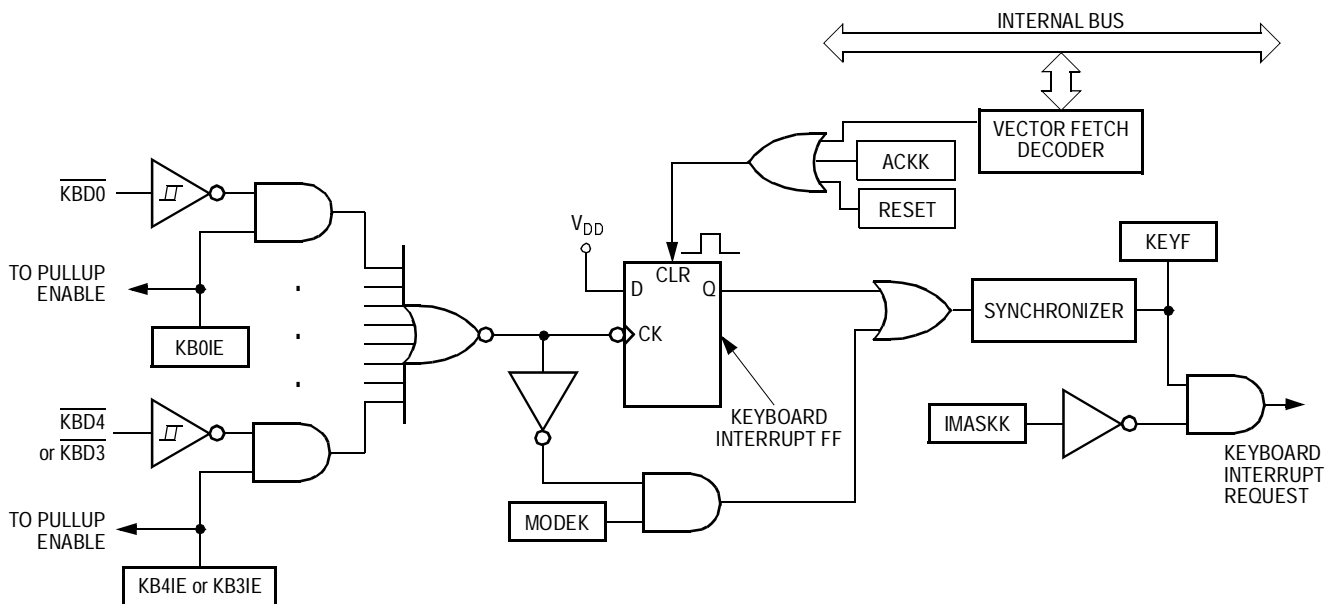 INTERNAL BUS
VECTOR FETCH
DECODER
ACKK
RESET
KBD0
VDD
KEYF
CLR
D
Q
TO PULLUP
ENABLE
SYNCHRONIZER
CK
KB0IE
KBD4
or KBD3
KEYBOARD
INTERRUPT FF
IMASKK
KEYBOARD
INTERRUPT
REQUEST
MODEK
TO PULLUP
ENABLE
KB4IE or KB3IE